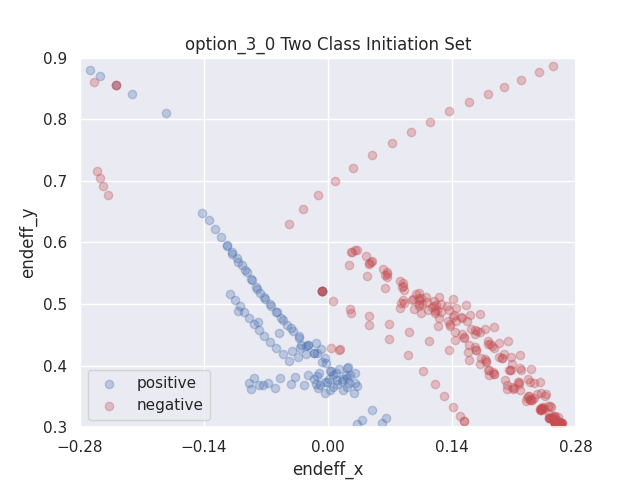 option_3_0 Two Class Initiation Set
0.9
0.8
0.7
0.6
0.5
0.4
0.3
endeff_y
positive
negative
−0.28 −0.14 0.00 0.14 0.28
endeff_x